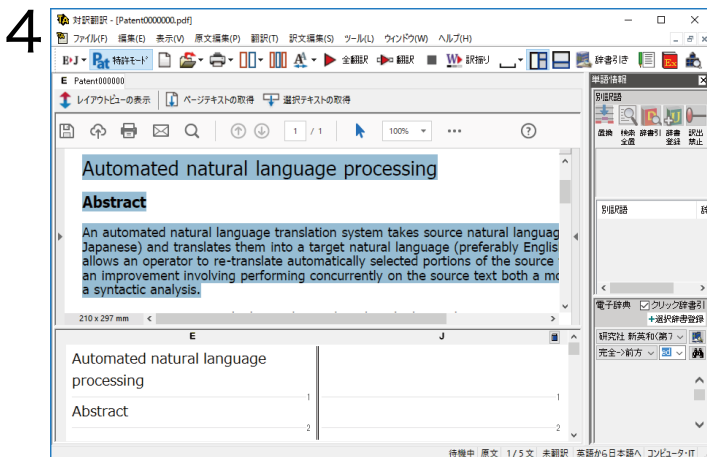 4
対訳翻訳 - [Patent0000000.pdf]
ファイル(F) 編集(E) 表示(V) 原文編集(P) 翻訳(T) 訳文編集(S) ツール(L) ウィンドウ(W) ヘルプ(H)
E›J Pat 特許モード 全翻訳 翻訳 W 訳振り 辞書引き Ex
E Patent000000
レイアウトビューの表示 ページテキストの取得 選択テキストの取得
1 / 1 100%
Automated natural language processing
Abstract
An automated natural language translation system takes source natural languag
Japanese) and translates them into a target natural language (preferably Englis
allows an operator to re-translate automatically selected portions of the source
an improvement involving performing concurrently on the source text both a mo
a syntactic analysis.
210 x 297 mm
E J
Automated natural language
processing
1 1
Abstract
2 2
単語情報
別訳語
置換 検索 辞書引 辞書 訳出
全置 登録 禁止
別訳語 辞
電子辞典 クリック辞書引
+選択辞書登録
研究社 新英和(第7
完全->前方
待機中 原文 1/5文 未翻訳 英語から日本語へ コンピュータ・IT